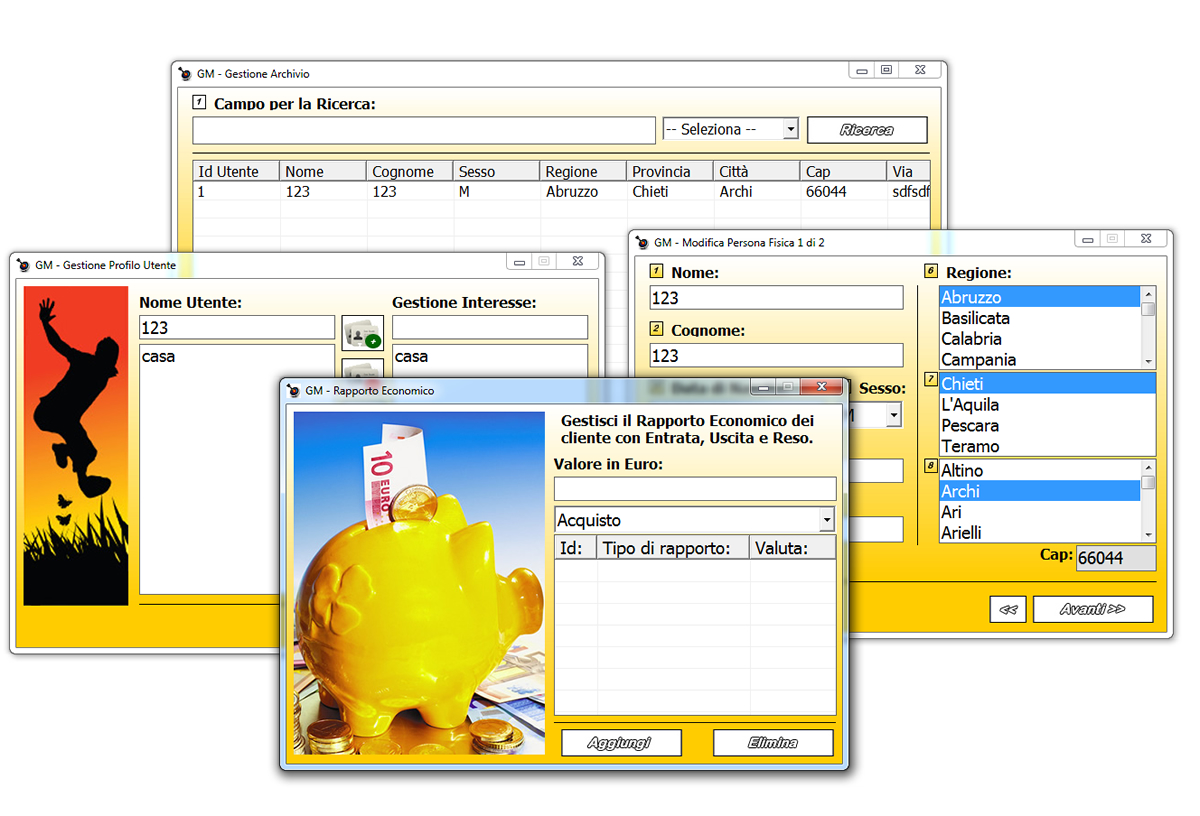 GM - Gestione Archivio
1 Campo per la Ricerca:
-- Seleziona -- Ricerca
Id Utente Nome Cognome Sesso Regione Provincia Città Cap Via
1 123 123 M Abruzzo Chieti Archi 66044 sdfsdf
GM - Gestione Profilo Utente
Nome Utente: Gestione Interesse:
123
casa casa
GM - Modifica Persona Fisica 1 di 2
1 Nome:
123
2 Cognome:
123
Sesso:
6 Regione:
Abruzzo
Basilicata
Calabria
Campania
7 Chieti
L'Aquila
Pescara
Teramo
8 Altino
Archi
Ari
Arielli
Cap: 66044
<< Avanti >>
GM - Rapporto Economico
10 EURO
Gestisci il Rapporto Economico dei
cliente con Entrata, Uscita e Reso.
Valore in Euro:
Acquisto
Id: Tipo di rapporto: Valuta:
Aggiungi Elimina